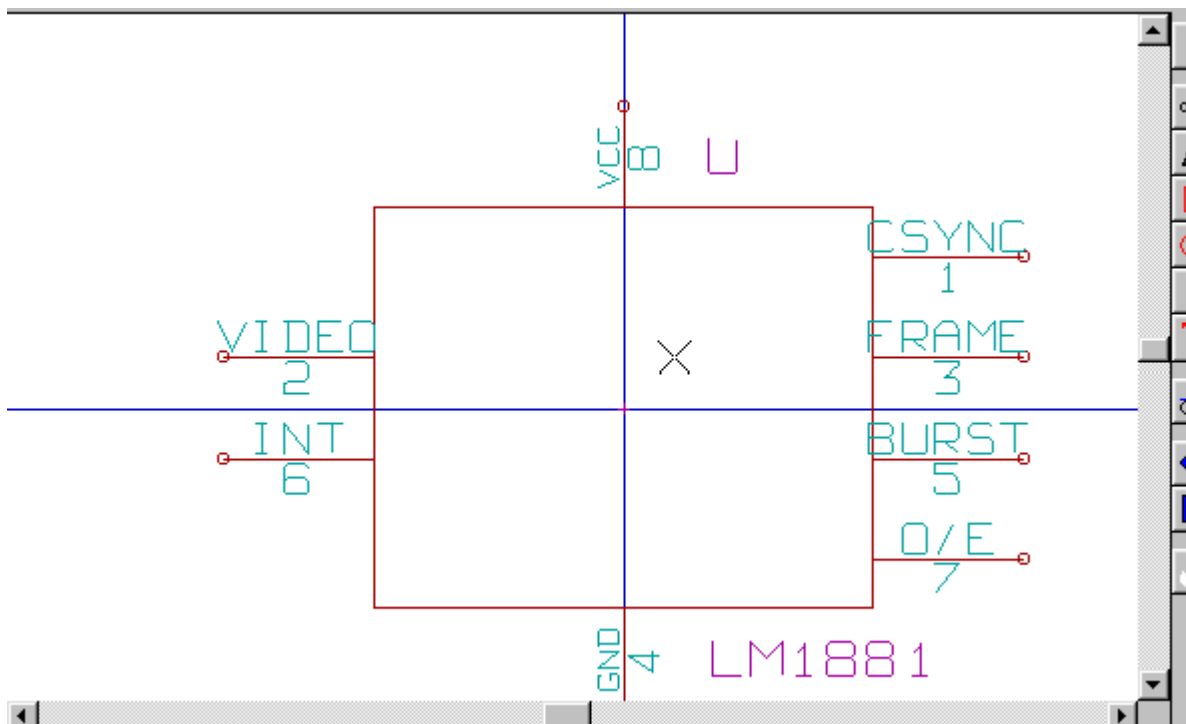 VCC
8
U
CSYNC
1
VIDEO
2
FRAME
3
INT
6
BURST
5
O/E
7
GND
4
LM1881